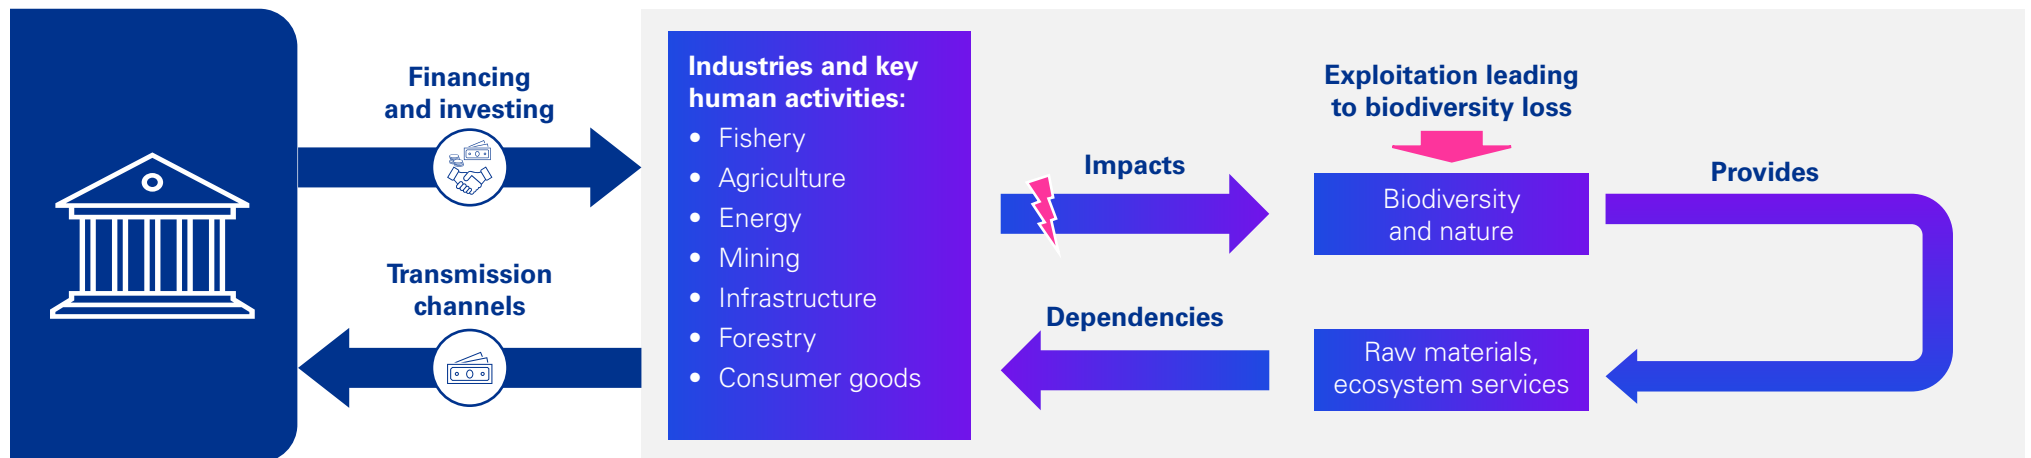 Financing
and investing
Transmission
channels
Industries and key
human activities:
• Fishery
• Agriculture
• Energy
• Mining
• Infrastructure
• Forestry
• Consumer goods
Impacts
Dependencies
Exploitation leading
to biodiversity loss
Biodiversity
and nature
Provides
Raw materials,
ecosystem services